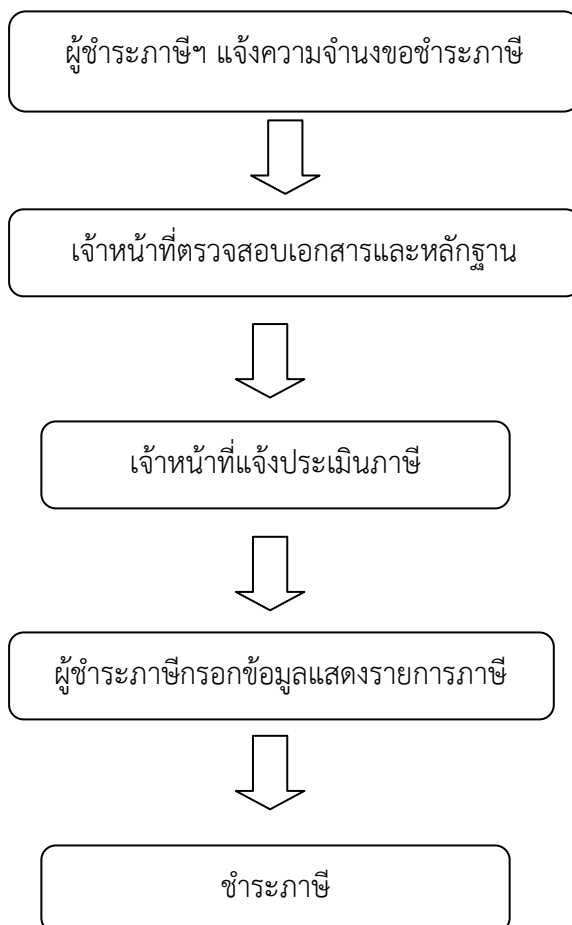 ผู้ชำระภาษีฯ แจ้งความจำนงขอชำระภาษี
เจ้าหน้าที่ตรวจสอบเอกสารและหลักฐาน
เจ้าหน้าที่แจ้งประเมินภาษี
ผู้ชำระภาษีกรอกข้อมูลแสดงรายการภาษี
ชำระภาษี